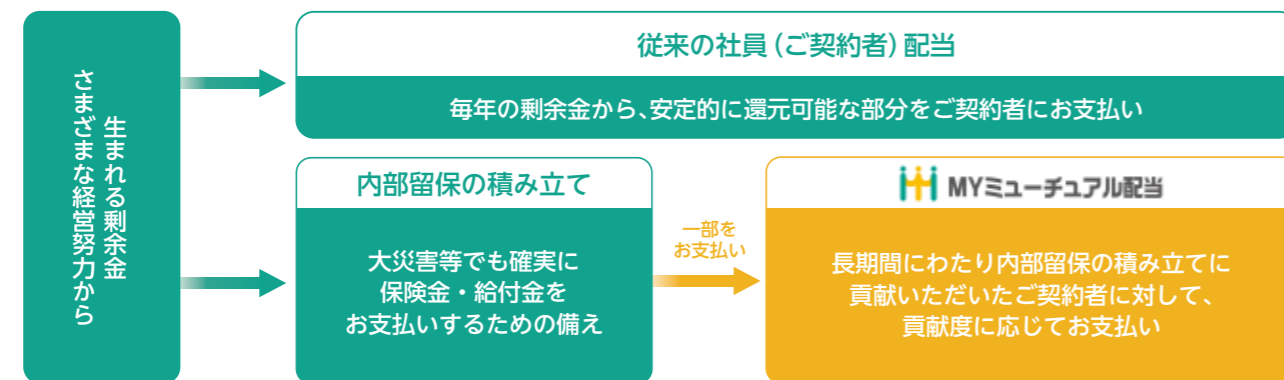 さまざまな経営努力から
生まれる剰余金
従来の社員（ご契約者）配当
毎年の剰余金から、安定的に還元可能な部分をご契約者にお支払い
内部留保の積み立て
大災害等でも確実に
保険金・給付金を
お支払いするための備え
一部を
お支払い
MYミューチュアル配当
長期間にわたり内部留保の積み立てに
貢献いただいたご契約者に対して、
貢献度に応じてお支払い